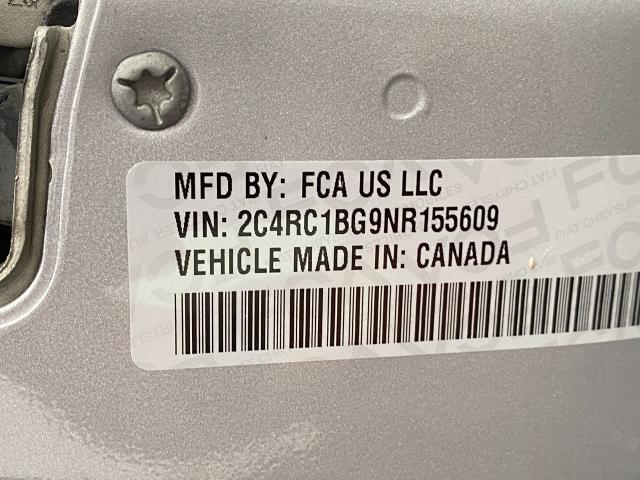 MFD BY: FCA US LLC
VIN: 2C4RC1BG9NR155609
VEHICLE MADE IN: CANADA